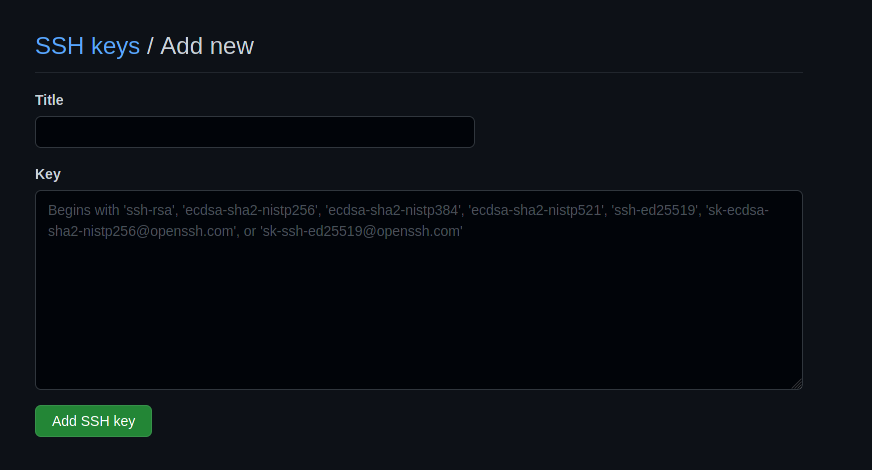 SSH keys / Add new
Title
Key
Begins with 'ssh-rsa', 'ecdsa-sha2-nistp256', 'ecdsa-sha2-nistp384', 'ecdsa-sha2-nistp521', 'ssh-ed25519', 'sk-ecdsa-
sha2-nistp256@openssh.com', or 'sk-ssh-ed25519@openssh.com'
Add SSH key